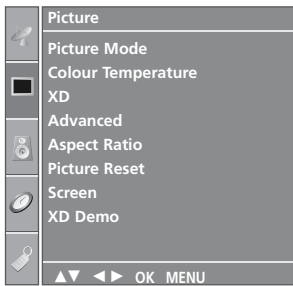 Picture
Picture Mode
Colour Temperature
XD
Advanced
Aspect Ratio
Picture Reset
Screen
XD Demo
▲▼ ◄► OK MENU